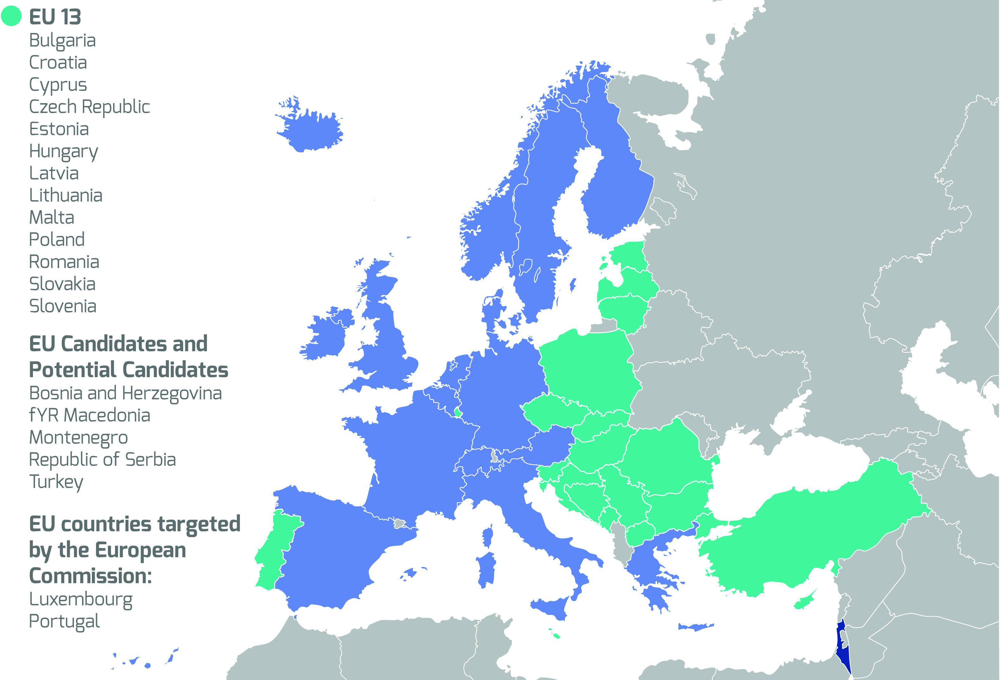 EU 13
Bulgaria
Croatia
Cyprus
Czech Republic
Estonia
Hungary
Latvia
Lithuania
Malta
Poland
Romania
Slovakia
Slovenia
EU Candidates and
Potential Candidates
Bosnia and Herzegovina
fYR Macedonia
Montenegro
Republic of Serbia
Turkey
EU countries targeted
by the European
Commission:
Luxembourg
Portugal